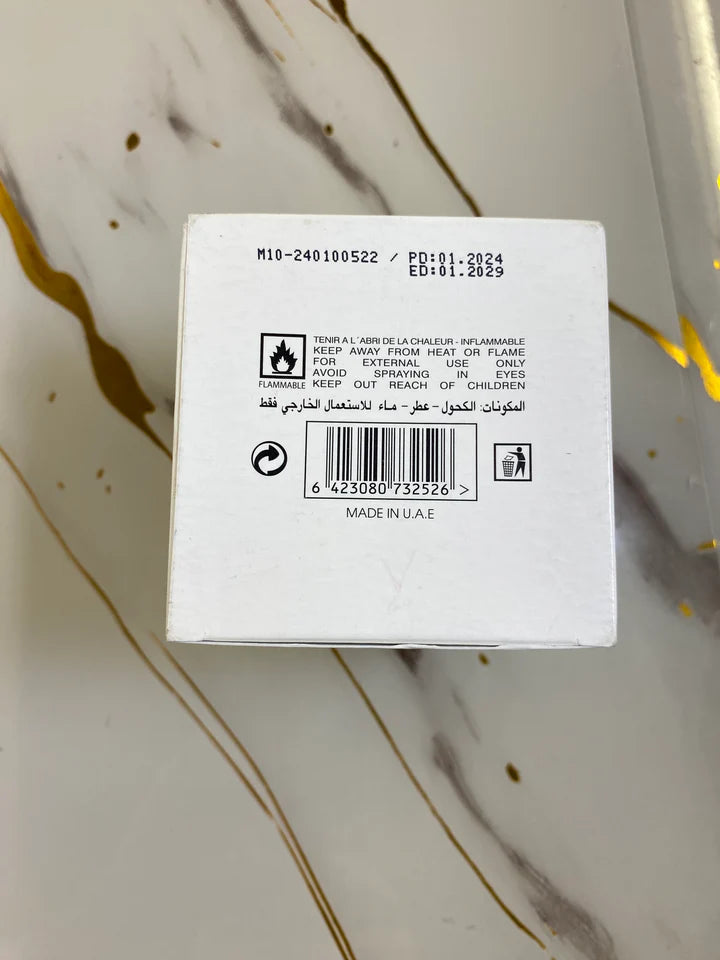 M10-240100522 / PD:01.2024
ED:01.2029
TENIR A L'ABRI DE LA CHALEUR - INFLAMMABLE
KEEP AWAY FROM HEAT OR FLAME
FOR EXTERNAL USE ONLY
AVOID SPRAYING IN EYES
FLAMMABLE KEEP OUT REACH OF CHILDREN
المكونات: الكحول - عطر - ماء للاستعمال الخارجي فقط
6 423080 732526 >
MADE IN U.A.E